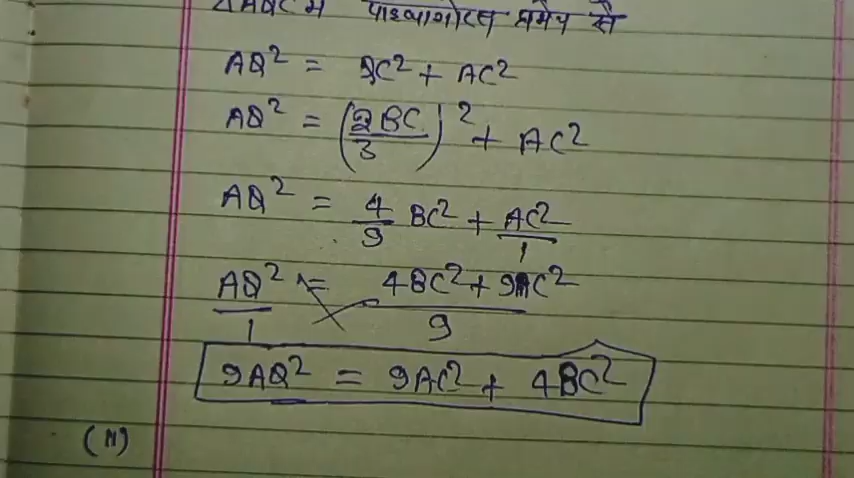 ΔAQC में पाइथागोरस प्रमेय से
AQ² = QC² + AC²
AQ² = (2BC/3)² + AC²
AQ² = 4/9 BC² + AC²/1
AQ²/1 = 4BC² + 9AC²/9
9AQ² = 9AC² + 4BC²
(ii)